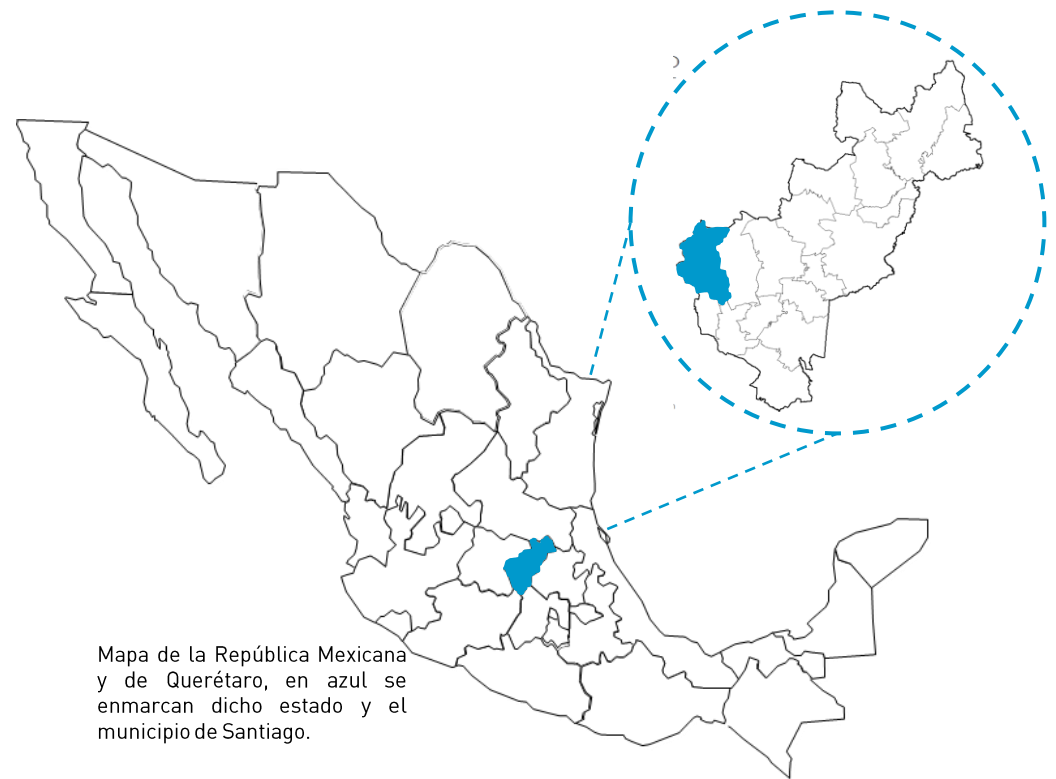 Mapa de la República Mexicana
y de Querétaro, en azul se
enmarcan dicho estado y el
municipio de Santiago.